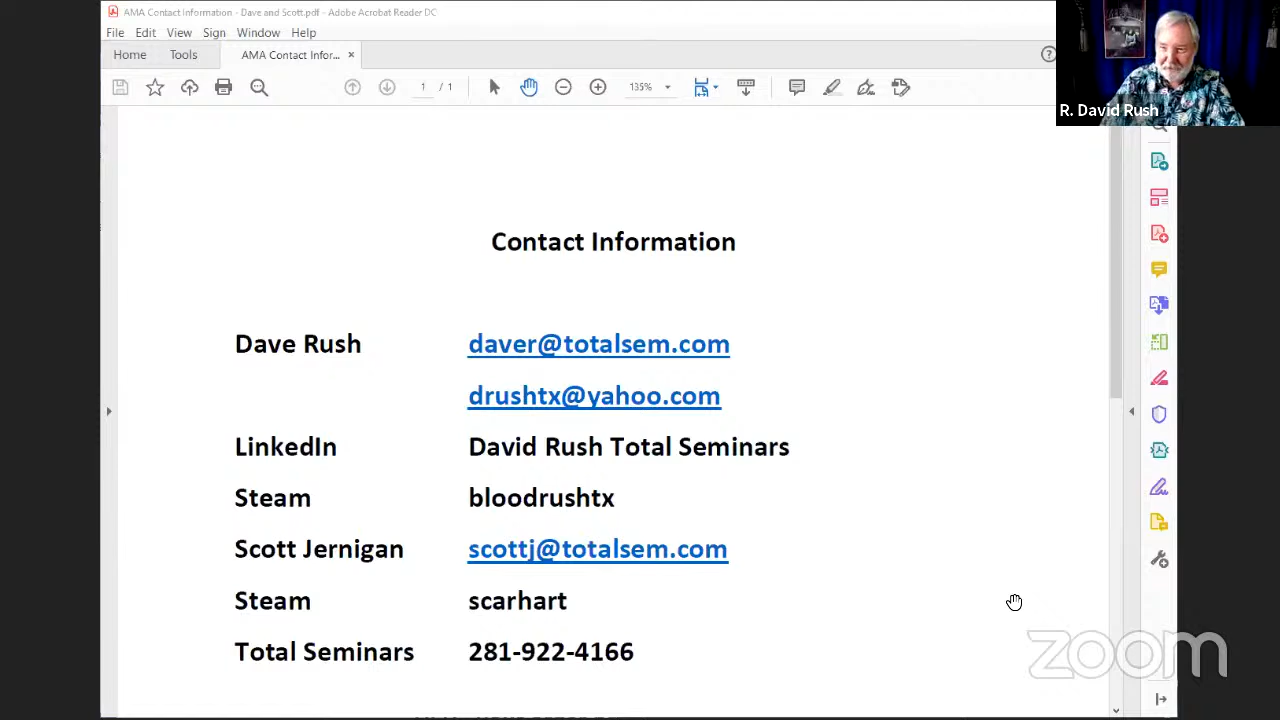 AMA Contact Information - Dave and Scott.pdf - Adobe Acrobat Reader DC
File Edit View Sign Window Help
Home Tools AMA Contact Infor... ×
1 / 1 135%
R. David Rush
Contact Information
Dave Rush daver@totalsem.com
drushtx@yahoo.com
LinkedIn David Rush Total Seminars
Steam bloodrushtx
Scott Jernigan scottj@totalsem.com
Steam scarhart
Total Seminars 281-922-4166
zoom